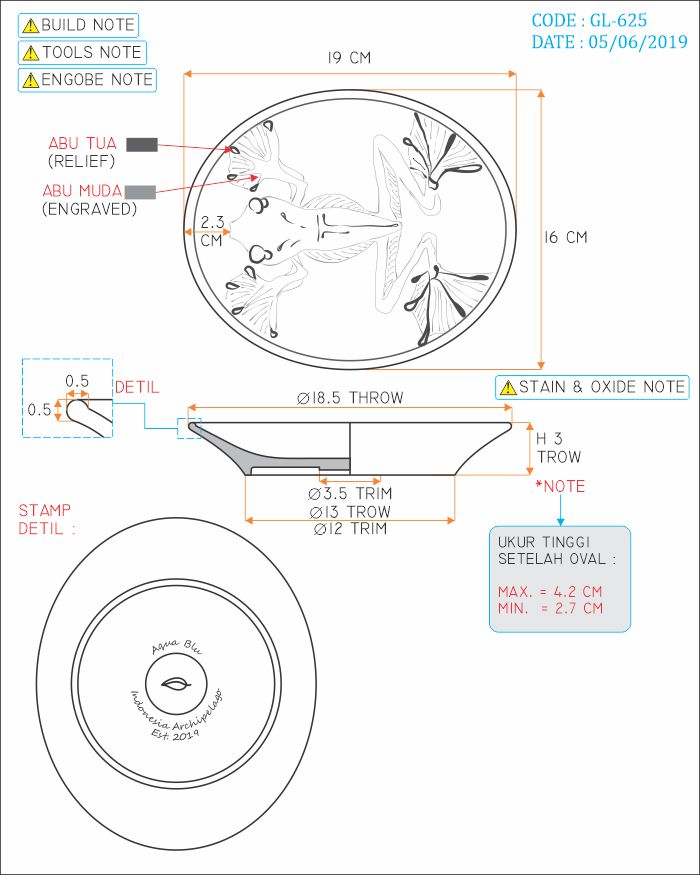 BUILD NOTE
TOOLS NOTE
ENGOBE NOTE
CODE : GL-625
DATE : 05/06/2019
19 CM
ABU TUA
(RELIEF)
ABU MUDA
(ENGRAVED)
2.3
CM
16 CM
0.5
0.5
DETIL
STAIN & OXIDE NOTE
Ø18.5 THROW
H 3
TROW
Ø3.5 TRIM
Ø13 TROW
Ø12 TRIM
*NOTE
UKUR TINGGI
SETELAH OVAL :
MAX. = 4.2 CM
MIN. = 2.7 CM
STAMP
DETIL :
Aqua Blu
Indonesia Archipelago
Est. 2019